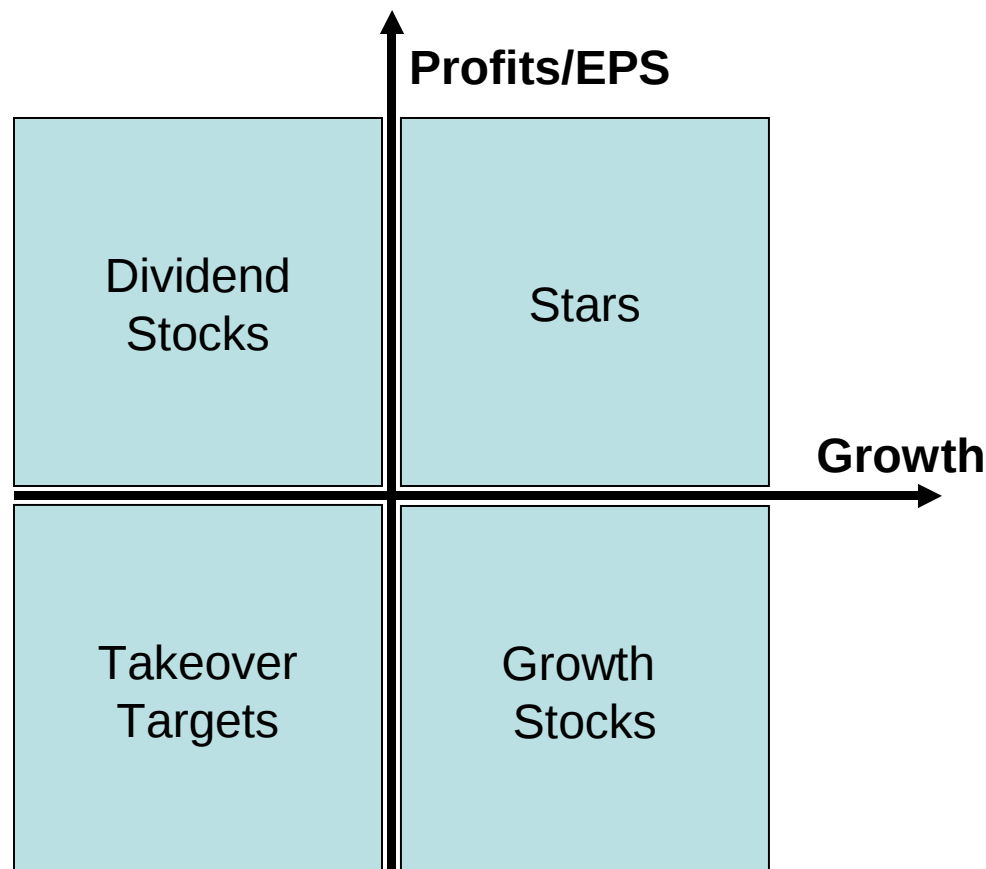 Profits/EPS
Dividend
Stocks
Stars
Growth
Takeover
Targets
Growth
Stocks